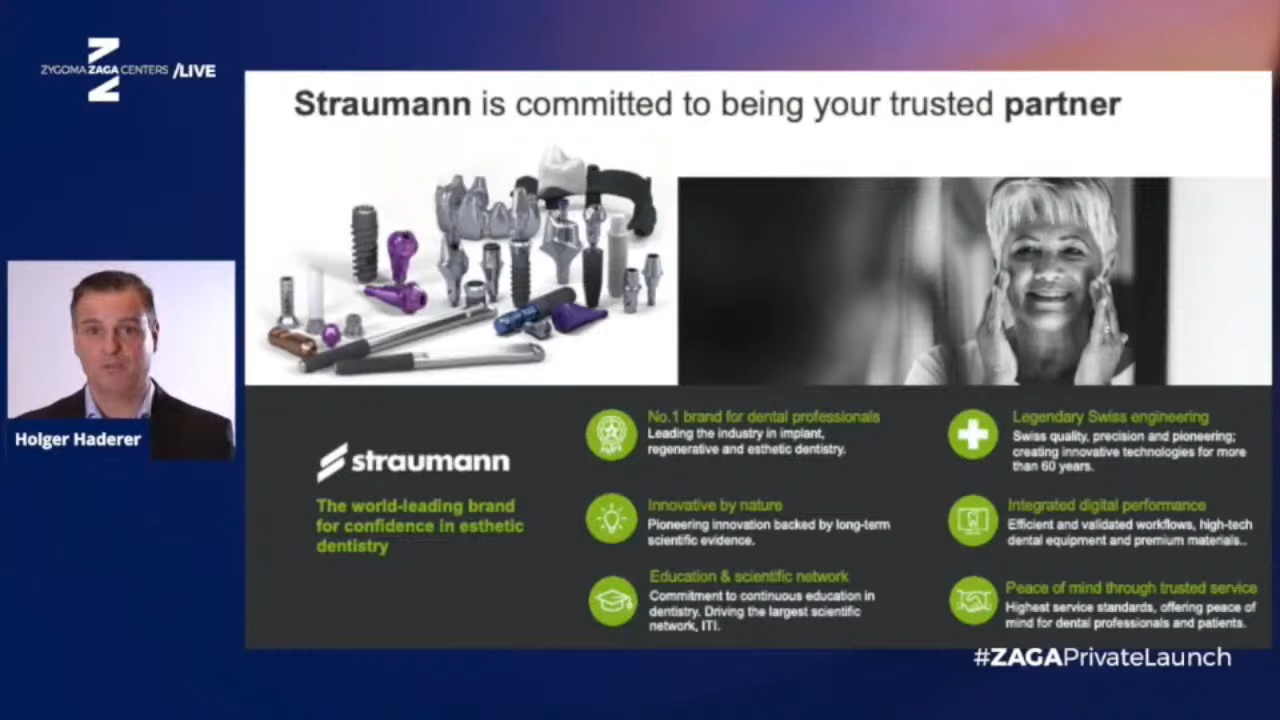 ZYGOMA ZAGA CENTERS /LIVE
Straumann is committed to being your trusted partner
Holger Haderer
straumann
The world-leading brand
for confidence in esthetic
dentistry
No.1 brand for dental professionals
Leading the industry in implant,
regenerative and esthetic dentistry.
Innovative by nature
Pioneering innovation backed by long-term
scientific evidence.
Education & scientific network
Commitment to continuous education in
dentistry. Driving the largest scientific
network, ITI.
Legendary Swiss engineering
Swiss quality, precision and pioneering;
creating innovative technologies for more
than 60 years.
Integrated digital performance
Efficient and validated workflows, high-tech
dental equipment and premium materials..
Peace of mind through trusted service
Highest service standards, offering peace of
mind for dental professionals and patients.
#ZAGAPrivateLaunch